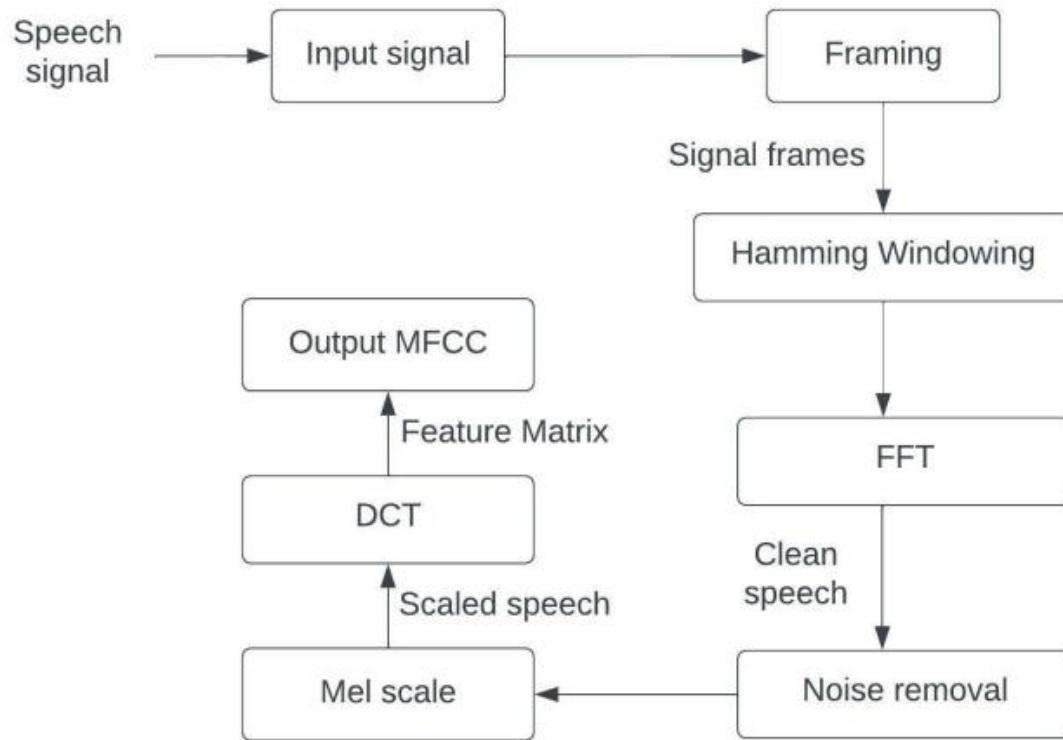 Speech
signal
Input signal
Framing
Signal frames
Hamming Windowing
FFT
Clean
speech
Noise removal
Mel scale
Scaled speech
DCT
Feature Matrix
Output MFCC